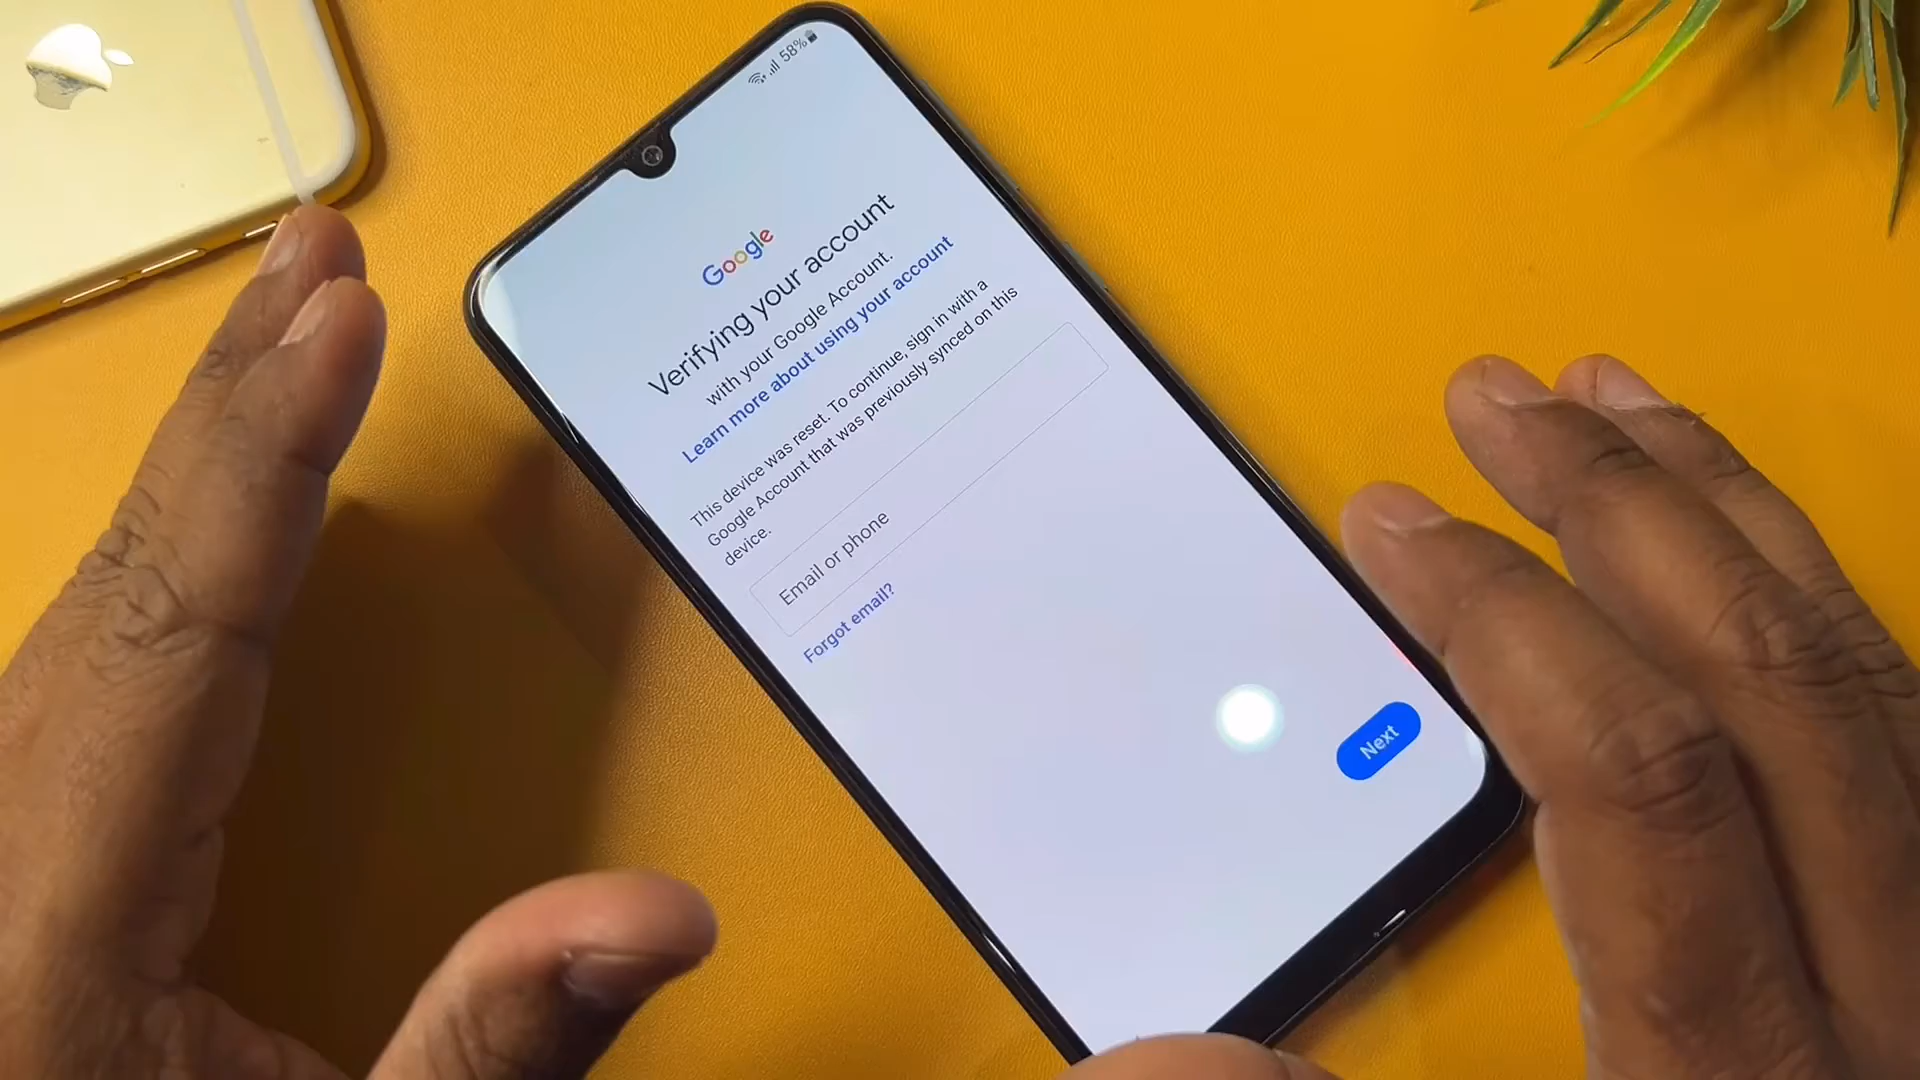 58%
Google
Verifying your account
with your Google Account.
Learn more about using your account
This device was reset. To continue, sign in with a
Google Account that was previously synced on this
device.
Email or phone
Forgot email?
Next